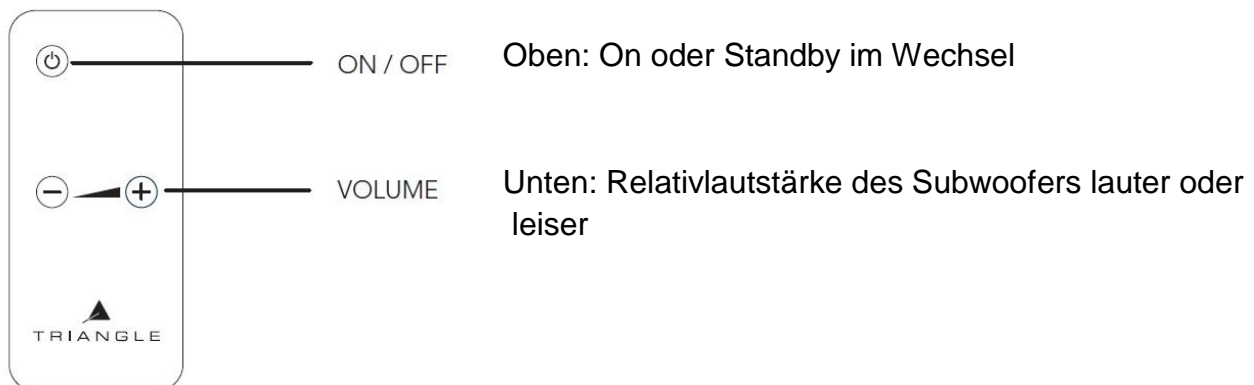 ON / OFF
Oben: On oder Standby im Wechsel
VOLUME
Unten: Relativlautstärke des Subwoofers lauter oder
leiser
TRIANGLE